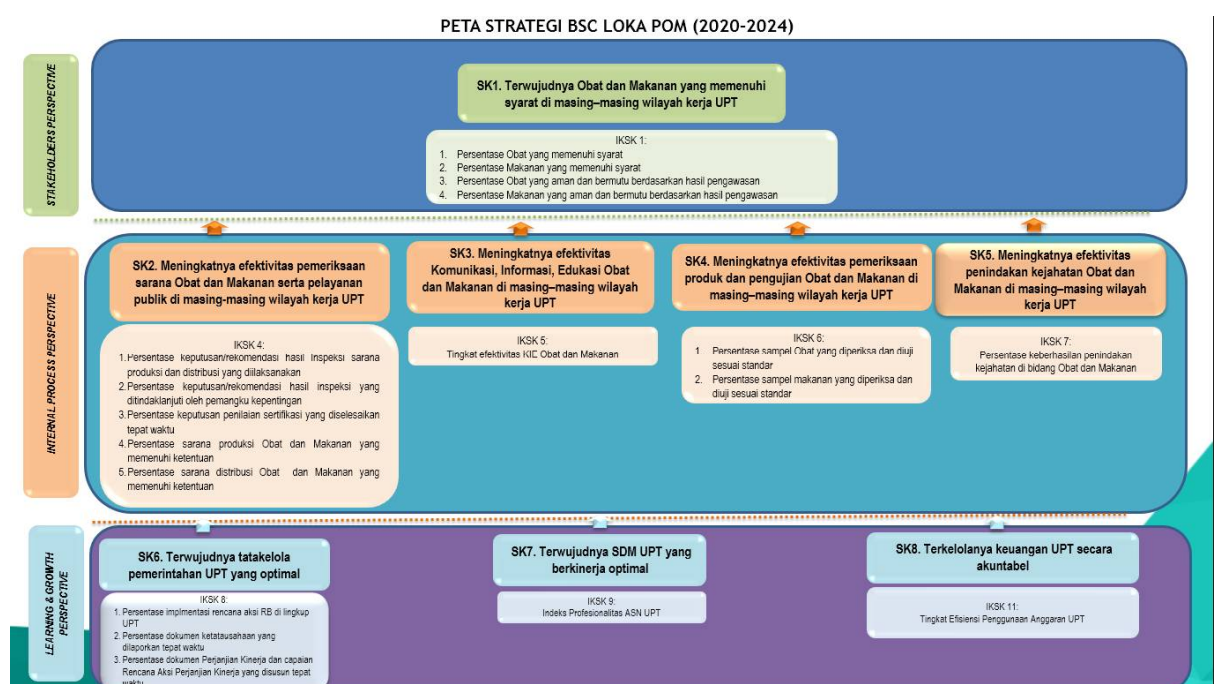 PETA STRATEGI BSC LOKA POM (2020-2024)
STAKEHOLDERS PERSPECTIVE
SK1. Terwujudnya Obat dan Makanan yang memenuhi
syarat di masing–masing wilayah kerja UPT
IKSK 1:
1. Persentase Obat yang memenuhi syarat
2. Persentase Makanan yang memenuhi syarat
3. Persentase Obat yang aman dan bermutu berdasarkan hasil pengawasan
4. Persentase Makanan yang aman dan bermutu berdasarkan hasil pengawasan
INTERNAL PROCESS PERSPECTIVE
SK2. Meningkatnya efektivitas pemeriksaan
sarana Obat dan Makanan serta pelayanan
publik di masing-masing wilayah kerja UPT
IKSK 4:
1. Persentase keputusan/rekomendasi hasil Inspeksi sarana
produksi dan distribusi yang dilaksanakan
2. Persentase keputusan/rekomendasi hasil inspeksi yang
ditindaklanjuti oleh pemangku kepentingan
3. Persentase keputusan penilaian sertifikasi yang diselesaikan
tepat waktu
4. Persentase sarana produksi Obat dan Makanan yang
memenuhi ketentuan
5. Persentase sarana distribusi Obat dan Makanan yang
memenuhi ketentuan
SK3. Meningkatnya efektivitas
Komunikasi, Informasi, Edukasi Obat
dan Makanan di masing–masing wilayah
kerja UPT
IKSK 5:
Tingkat efektivitas KIE Obat dan Makanan
SK4. Meningkatnya efektivitas pemeriksaan
produk dan pengujian Obat dan Makanan di
masing–masing wilayah kerja UPT
IKSK 6:
1 Persentase sampel Obat yang diperiksa dan diuji
sesuai standar
2. Persentase sampel makanan yang diperiksa dan
diuji sesuai standar
SK5. Meningkatnya efektivitas
penindakan kejahatan Obat dan
Makanan di masing–masing wilayah
kerja UPT
IKSK 7:
Persentase keberhasilan penindakan
kejahatan di bidang Obat dan Makanan
LEARNING & GROWTH
PERSPECTIVE
SK6. Terwujudnya tatakelola
pemerintahan UPT yang optimal
IKSK 8:
1. Persentase implmentasi rencana aksi RB di lingkup
UPT
2. Persentase dokumen ketatausahaan yang
dilaporkan tepat waktu
3. Persentase dokumen Perjanjian Kinerja dan capaian
Rencana Aksi Perjanjian Kinerja yang disusun tepat
waktu
SK7. Terwujudnya SDM UPT yang
berkinerja optimal
IKSK 9:
Indeks Profesionalitas ASN UPT
SK8. Terkelolanya keuangan UPT secara
akuntabel
IKSK 11:
Tingkat Efisiensi Penggunaan Anggaran UPT